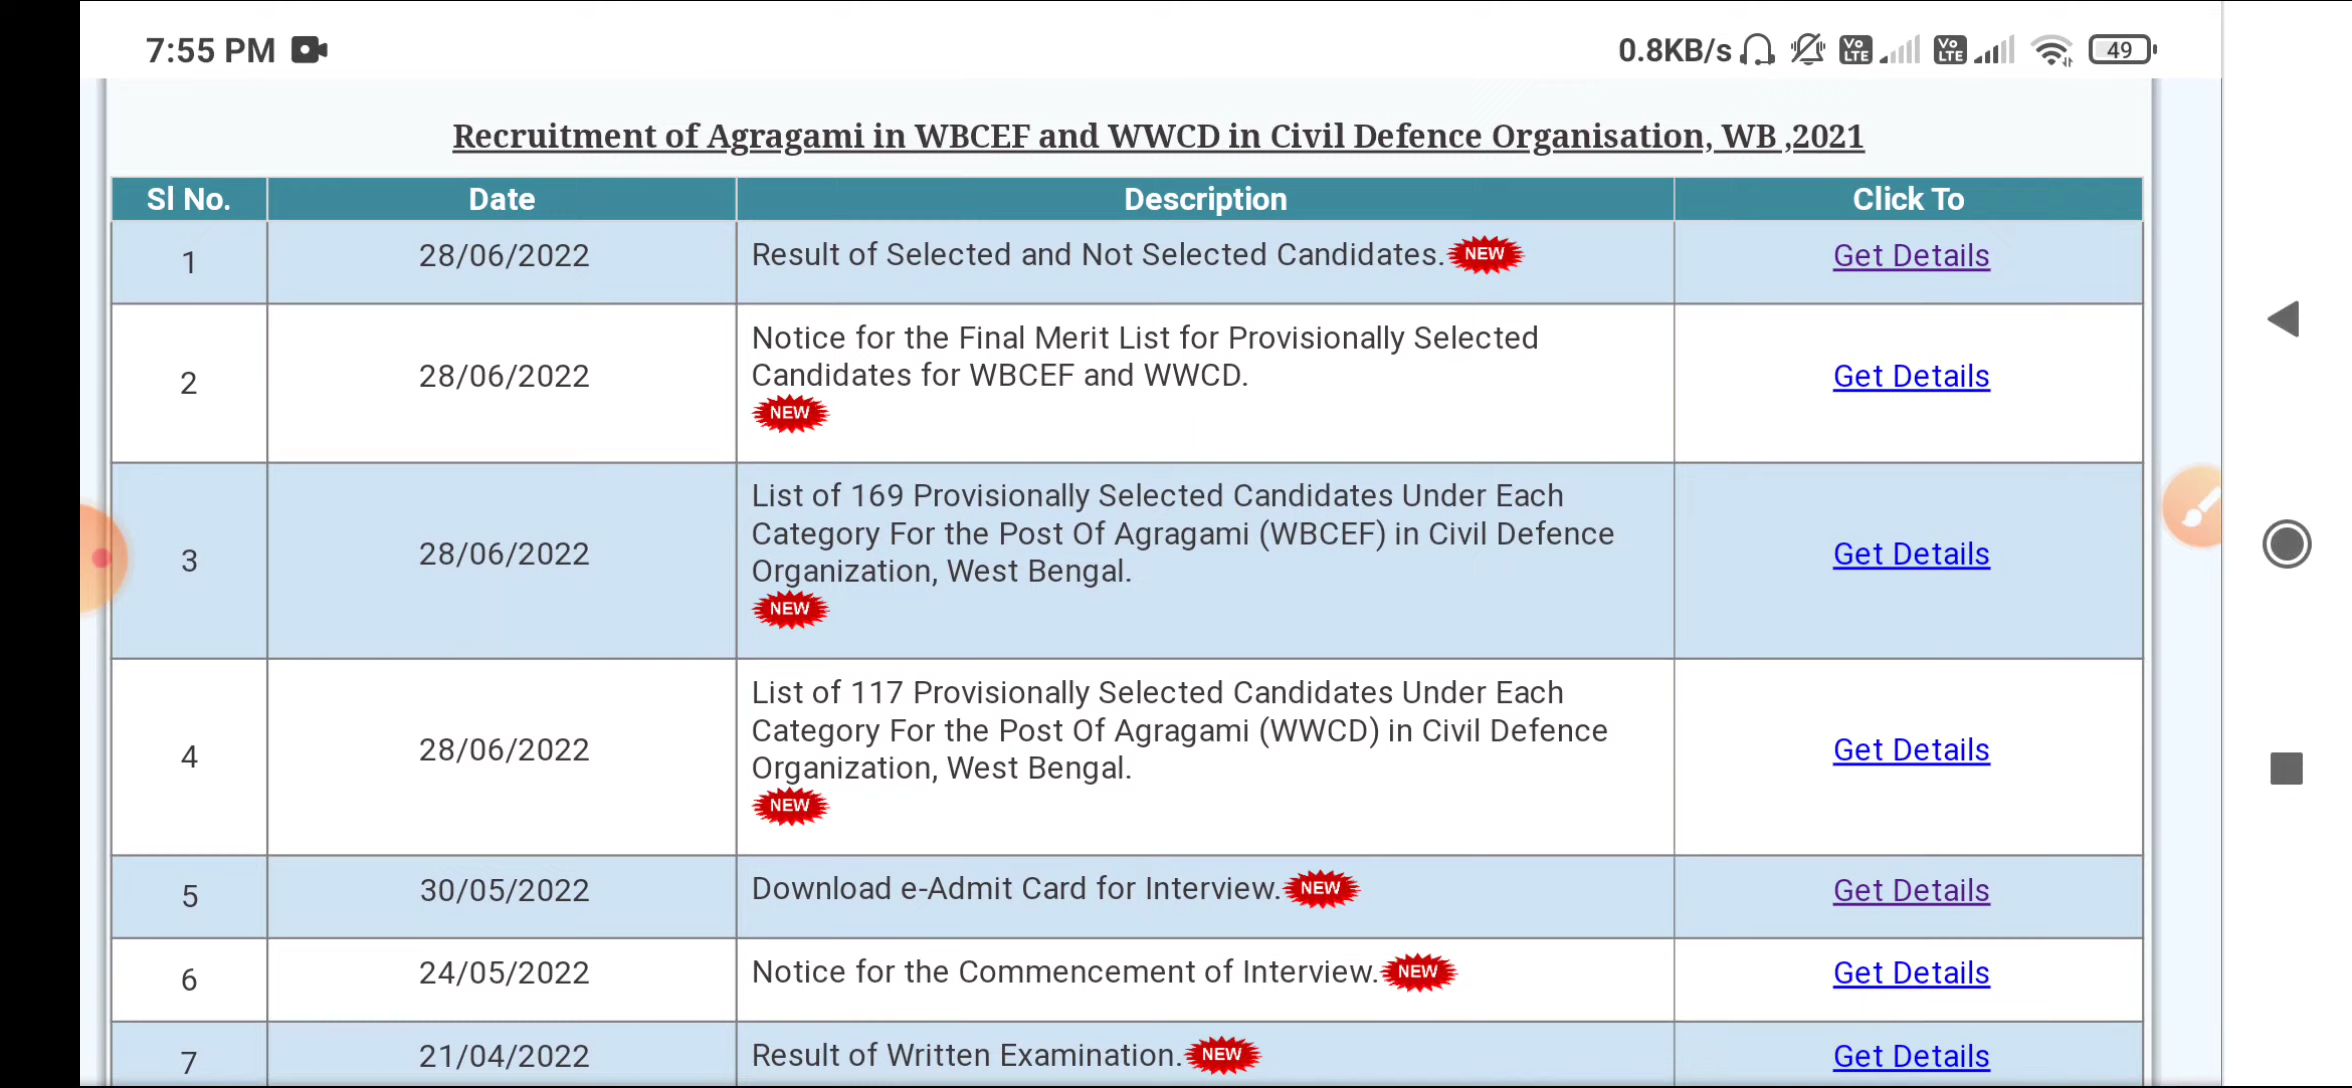 7:55 PM
0.8KB/s Vo LTE Vo LTE 49
Recruitment of Agragami in WBCEF and WWCD in Civil Defence Organisation, WB ,2021
Sl No. Date Description Click To
1 28/06/2022 Result of Selected and Not Selected Candidates. NEW Get Details
Notice for the Final Merit List for Provisionally Selected
2 28/06/2022 Candidates for WBCEF and WWCD. Get Details
NEW
List of 169 Provisionally Selected Candidates Under Each
Category For the Post Of Agragami (WBCEF) in Civil Defence
3 28/06/2022 Organization, West Bengal. Get Details
NEW
List of 117 Provisionally Selected Candidates Under Each
Category For the Post Of Agragami (WWCD) in Civil Defence
4 28/06/2022 Organization, West Bengal. Get Details
NEW
5 30/05/2022 Download e-Admit Card for Interview. NEW Get Details
6 24/05/2022 Notice for the Commencement of Interview. NEW Get Details
7 21/04/2022 Result of Written Examination. NEW Get Details